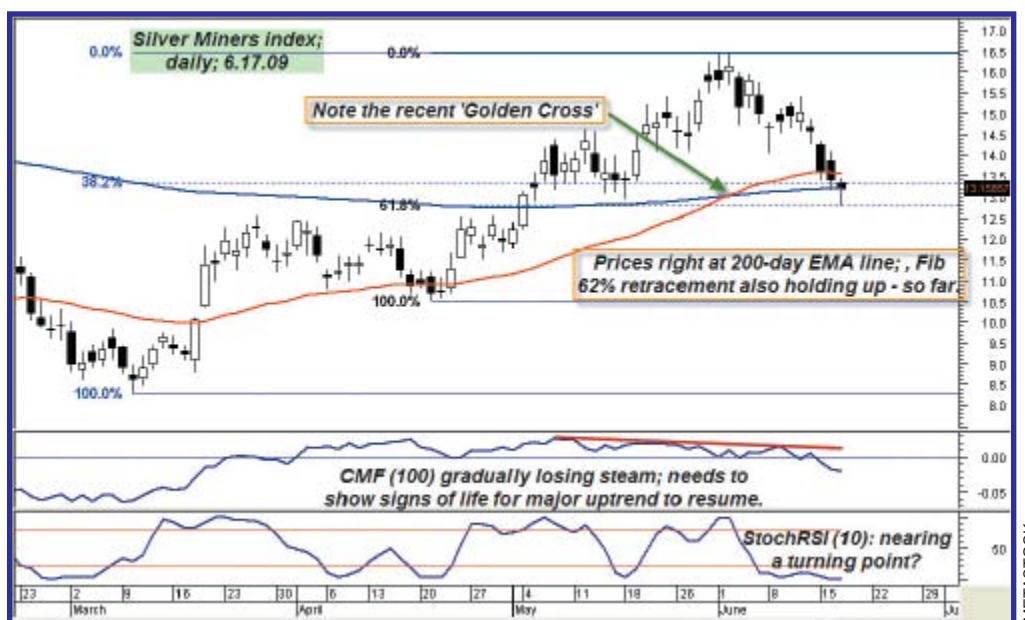 Silver Miners index;
daily; 6.17.09
0.0%
0.0%
Note the recent 'Golden Cross'
38.2%
61.8%
Prices right at 200-day EMA line; , Fib
62% retracement also holding up - so far.
100.0%
100.0%
17.0
16.5
16.0
15.5
15.0
14.5
14.0
13.5
13.0
12.5
12.0
11.5
11.0
10.5
10.0
9.5
9.0
8.5
8.0
CMF (100) gradually losing steam; needs to
show signs of life for major uptrend to resume.
0.00
-0.05
StochRSI (10): nearing
a turning point?
50
23 2 9 16 23 30 6 13 20 27 4 11 18 26 1 8 15 22 29
March April May June Ju
METASTOCK